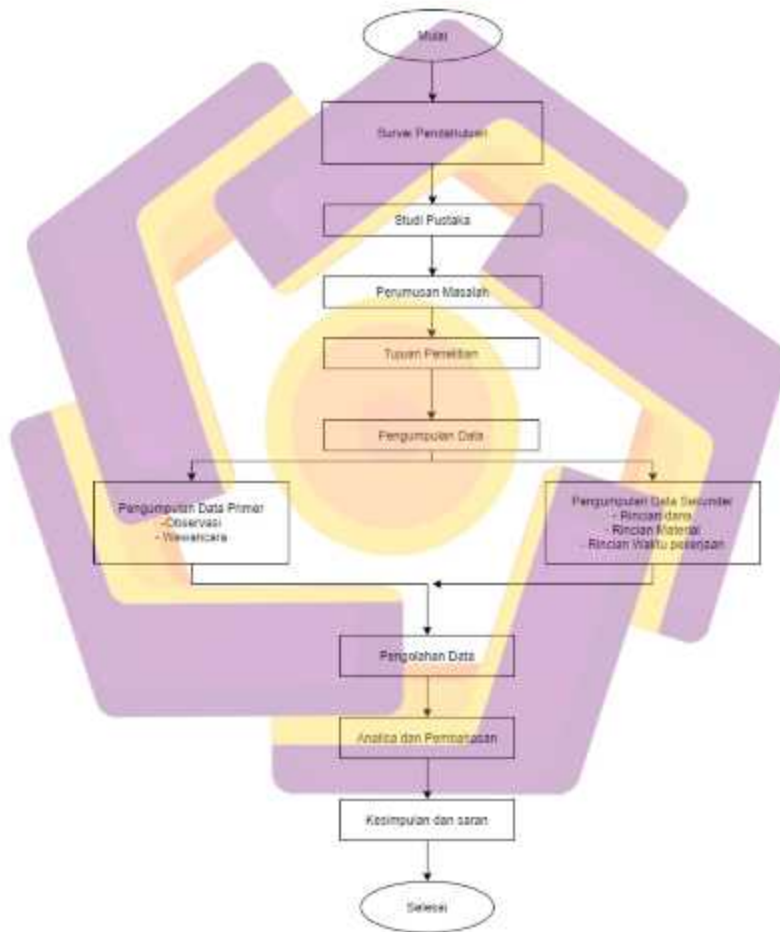 Mulai
Survei Pendahuluan
Studi Pustaka
Perumusan Masalah
Tujuan Penelitian
Pengumpulan Data
Pengumpulan Data Primer
-Observasi
- Wawancara
Pengumpulan Data Sekunder
- Rincian dana
- Rincian Material
- Rincian Waktu pekerjaan
Pengolahan Data
Analisa dan Pembahasan
Kesimpulan dan saran
Selesai